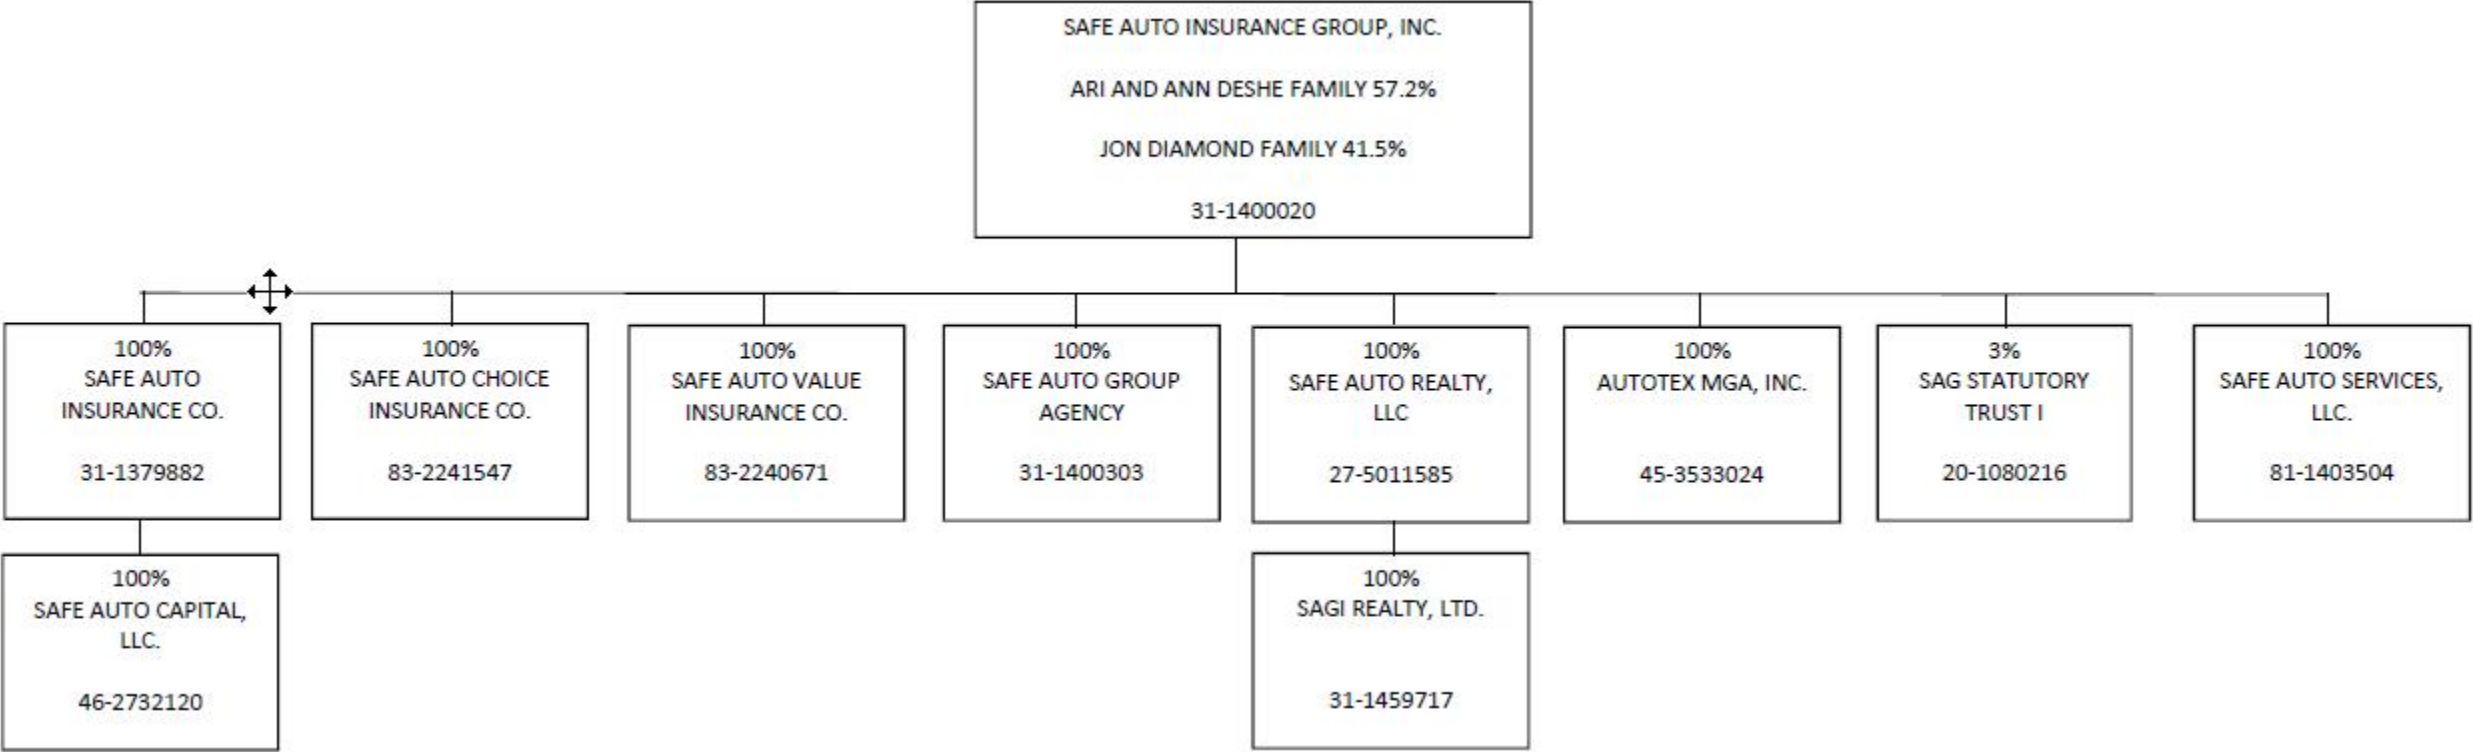 SAFE AUTO INSURANCE GROUP, INC.
ARI AND ANN DESHE FAMILY 57.2%
JON DIAMOND FAMILY 41.5%
31-1400020
100%
SAFE AUTO
INSURANCE CO.
31-1379882
100%
SAFE AUTO CHOICE
INSURANCE CO.
83-2241547
100%
SAFE AUTO VALUE
INSURANCE CO.
83-2240671
100%
SAFE AUTO GROUP
AGENCY
31-1400303
100%
SAFE AUTO REALTY,
LLC
27-5011585
100%
AUTOTEX MGA, INC.
45-3533024
3%
SAG STATUTORY
TRUST I
20-1080216
100%
SAFE AUTO SERVICES,
LLC.
81-1403504
100%
SAFE AUTO CAPITAL,
LLC.
46-2732120
100%
SAGI REALTY, LTD.
31-1459717